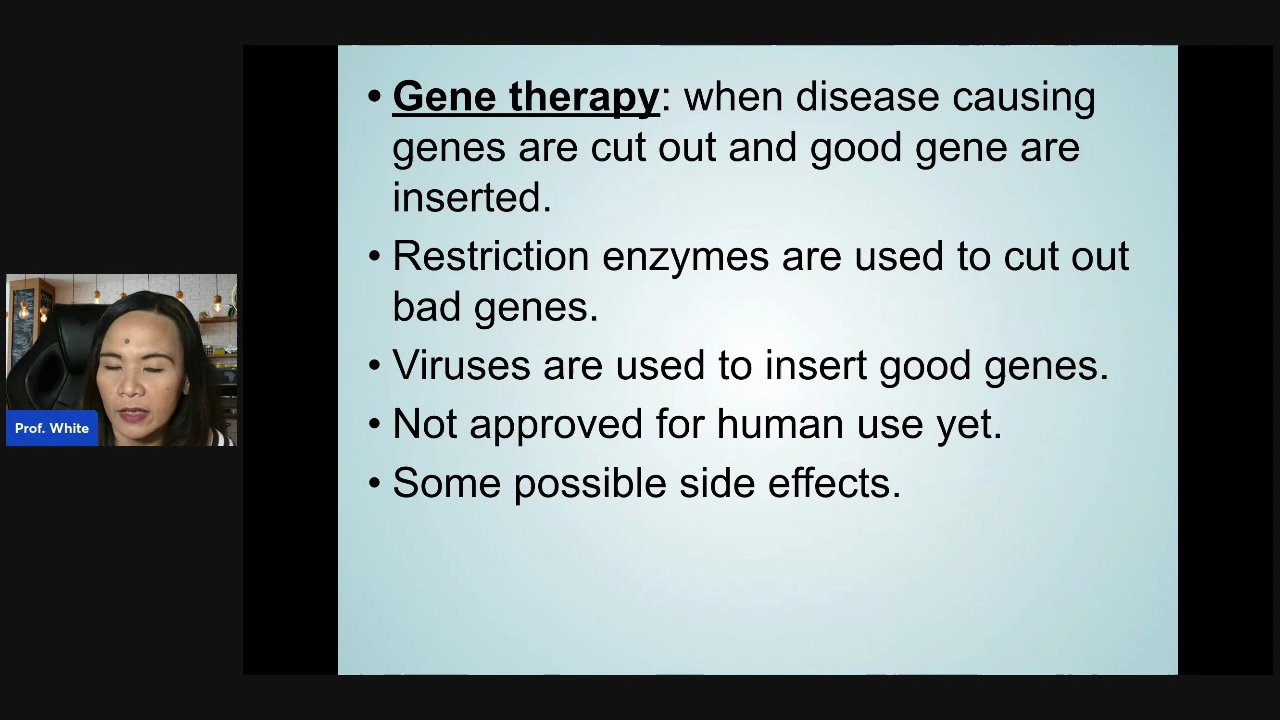 • Gene therapy: when disease causing
genes are cut out and good gene are
inserted.
• Restriction enzymes are used to cut out
bad genes.
• Viruses are used to insert good genes.
• Not approved for human use yet.
• Some possible side effects.
Prof. White